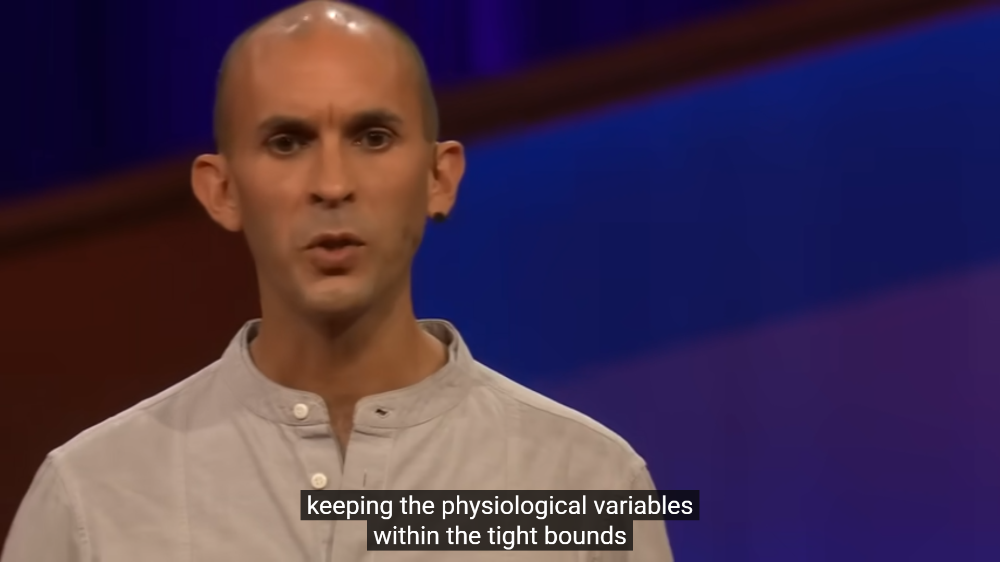 keeping the physiological variables
within the tight bounds